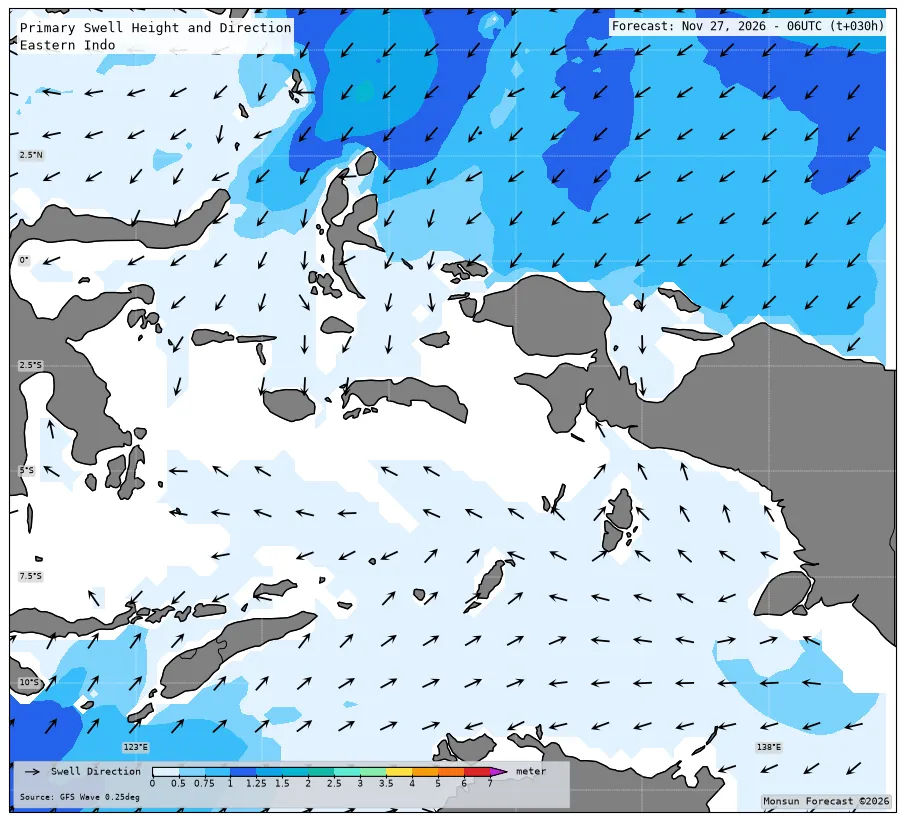 Primary Swell Height and Direction
Eastern Indo
Forecast: Nov 27, 2026 - 06UTC (t+030h)
2.5°N
0°
2.5°S
5°S
7.5°S
10°S
123°E
138°E
Swell Direction
0 0.5 0.75 1 1.25 1.5 2 2.5 3 3.5 4 5 6 7
meter
Source: GFS Wave 0.25deg
Monsun Forecast ©2026